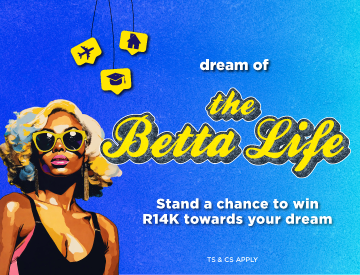 dream of
the
Betta Life
Stand a chance to win
R14K towards your dream
TS & CS APPLY